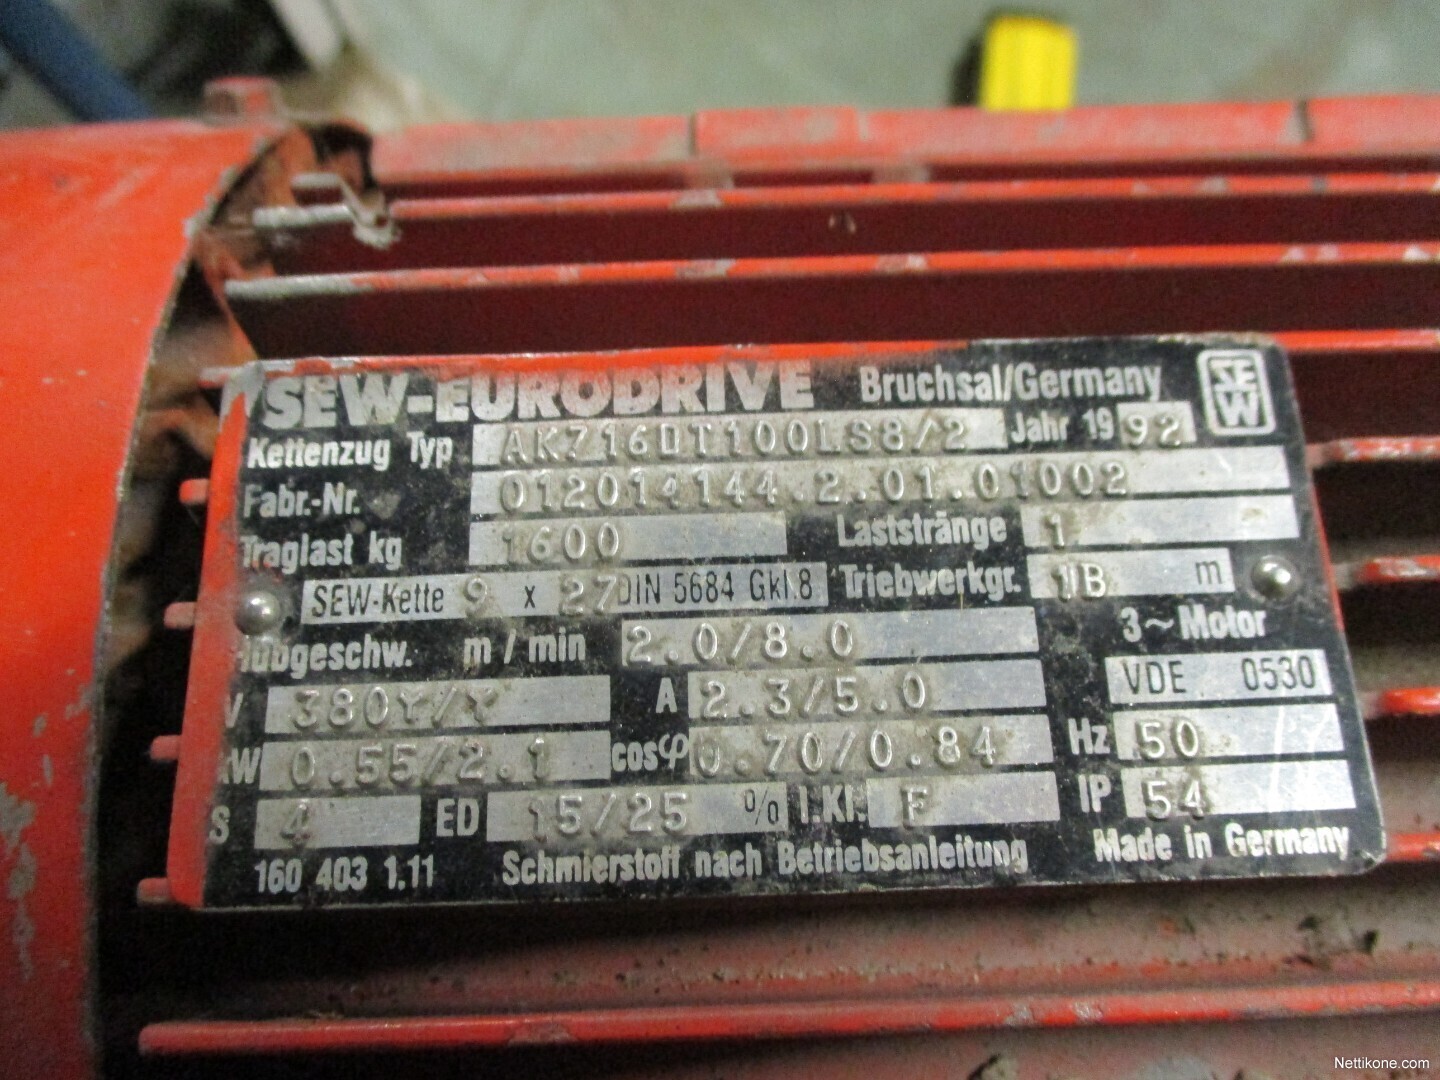 SEW-EURODRIVE Bruchsal/Germany SEW
Kettenzug Typ AK716DT100LS8/2 Jahr 1992
Fabr.-Nr. 012014144.2.01.01002
Traglast kg 1600 Laststränge 1
SEW-Kette 9 x 27 DIN 5684 Gkl.8 Triebwerkgr. 1B m
Hubgeschw. m/min 2.0/8.0 3~Motor
V 380Y/Y A 2.3/5.0 VDE 0530
kW 0.55/2.1 cosφ 0.70/0.84 Hz 50
S 4 ED 15/25 % I.Kl. F IP 54
160 403 1.11 Schmierstoff nach Betriebsanleitung Made in Germany
Nettikone.com